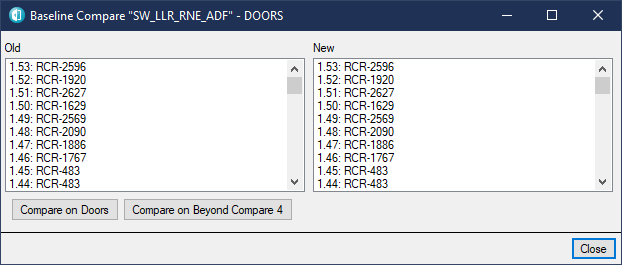 Baseline Compare "SW_LLR_RNE_ADF" - DOORS
Old
1.53: RCR-2596
1.52: RCR-1920
1.51: RCR-2627
1.50: RCR-1629
1.49: RCR-2569
1.48: RCR-2090
1.47: RCR-1886
1.46: RCR-1767
1.45: RCR-483
1.44: RCR-483
New
1.53: RCR-2596
1.52: RCR-1920
1.51: RCR-2627
1.50: RCR-1629
1.49: RCR-2569
1.48: RCR-2090
1.47: RCR-1886
1.46: RCR-1767
1.45: RCR-483
1.44: RCR-483
Compare on Doors
Compare on Beyond Compare 4
Close